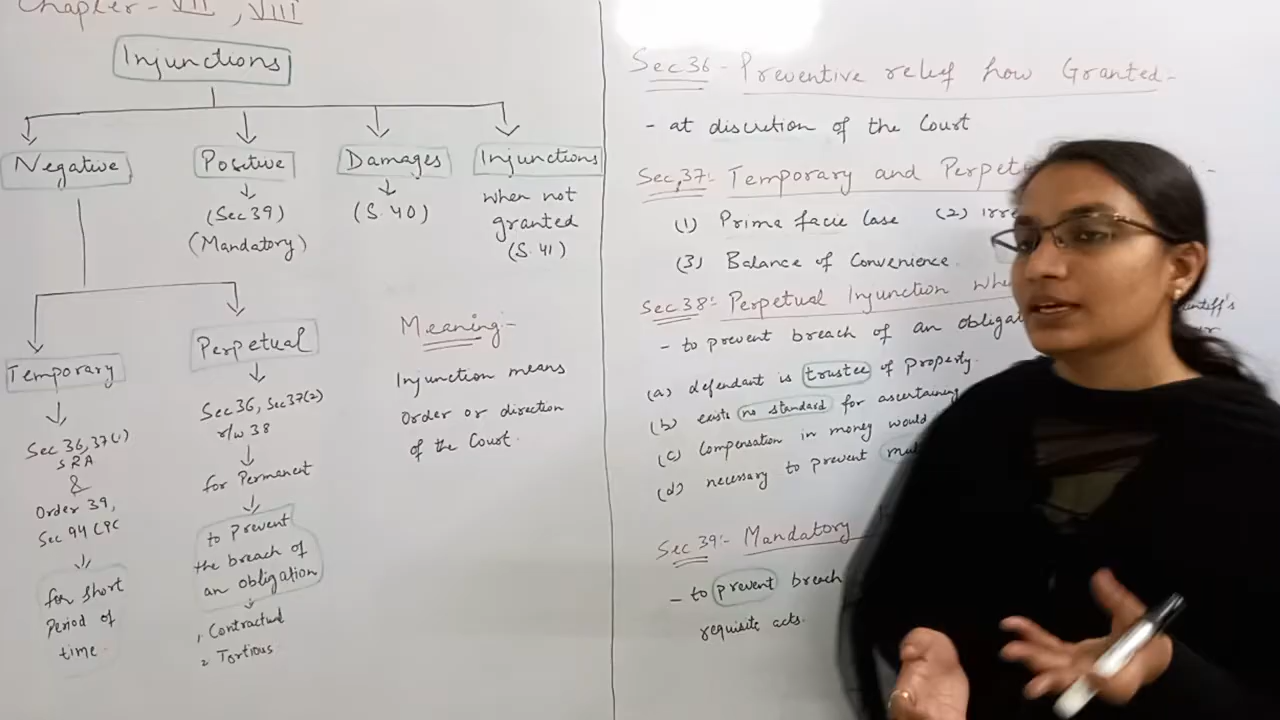 Chapter - VII, VIII
Injunctions
Negative
Positive
(Sec 39)
(Mandatory)
Damages
(S. 40)
Injunctions
when not
granted
(S. 41)
Temporary
Sec 36, 37(1)
SRA
&
Order 39,
Sec 94 CPC
for short
Period of
time.
Perpetual
Sec 36, Sec 37(2)
r/w 38
for Permanent
to Prevent
the breach of
an obligation
1, Contractual
2 Tortious
Meaning:-
Injunction means
Order or direction
of the Court.
Sec 36 - Preventive relief how Granted -
- at discretion of the Court
Sec, 37:- Temporary and
(1) Prima facie Case (2)
(3) Balance of Convenience.
Sec 38:- Perpetual Injunction
- to prevent breach of an
(a) defendant is trustee of property.
(b) exists no standard for ascertaining
(c) Compensation in money would
(d) necessary to prevent
Sec 39:- Mandatory
- to prevent breach
requisite acts.